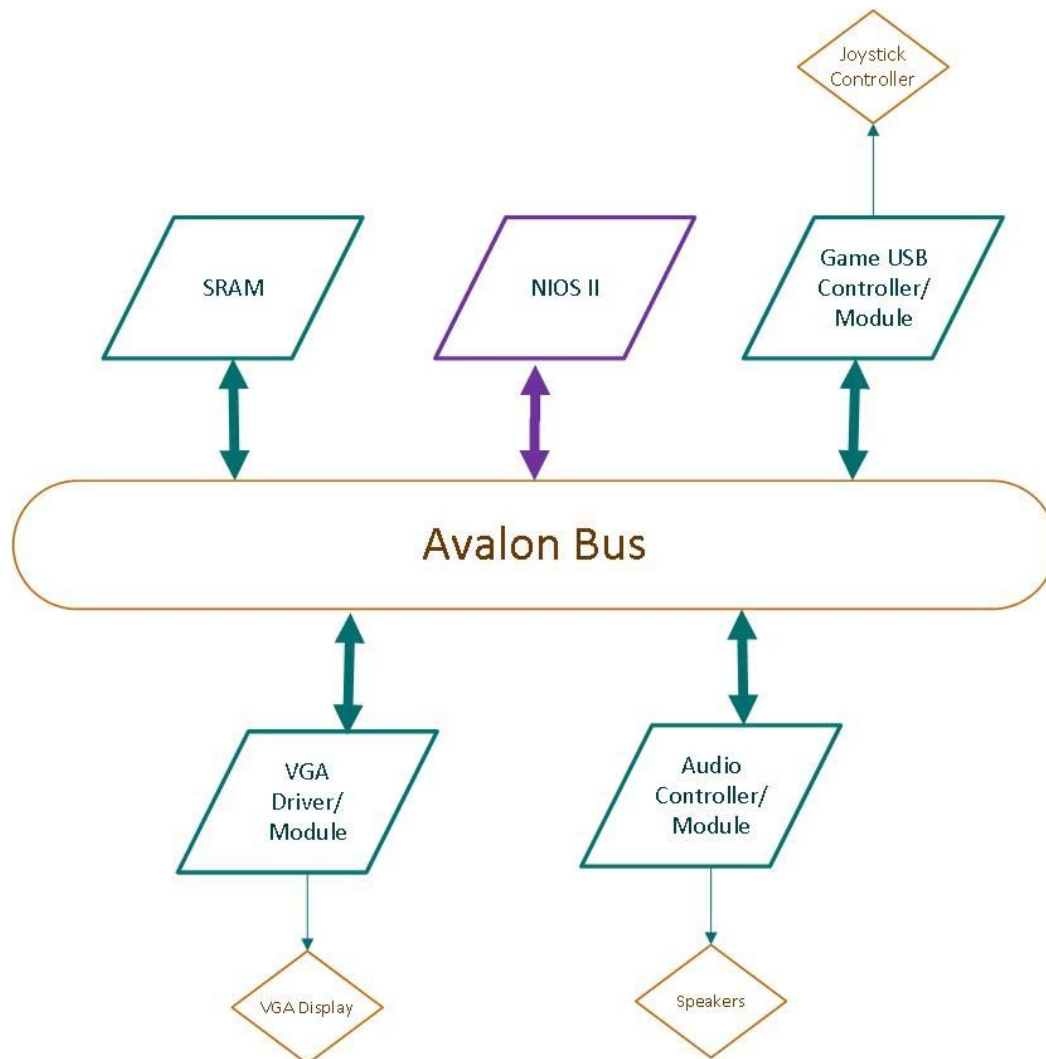 Joystick
Controller
SRAM
NIOS II
Game USB
Controller/
Module
Avalon Bus
VGA
Driver/
Module
Audio
Controller/
Module
VGA Display
Speakers